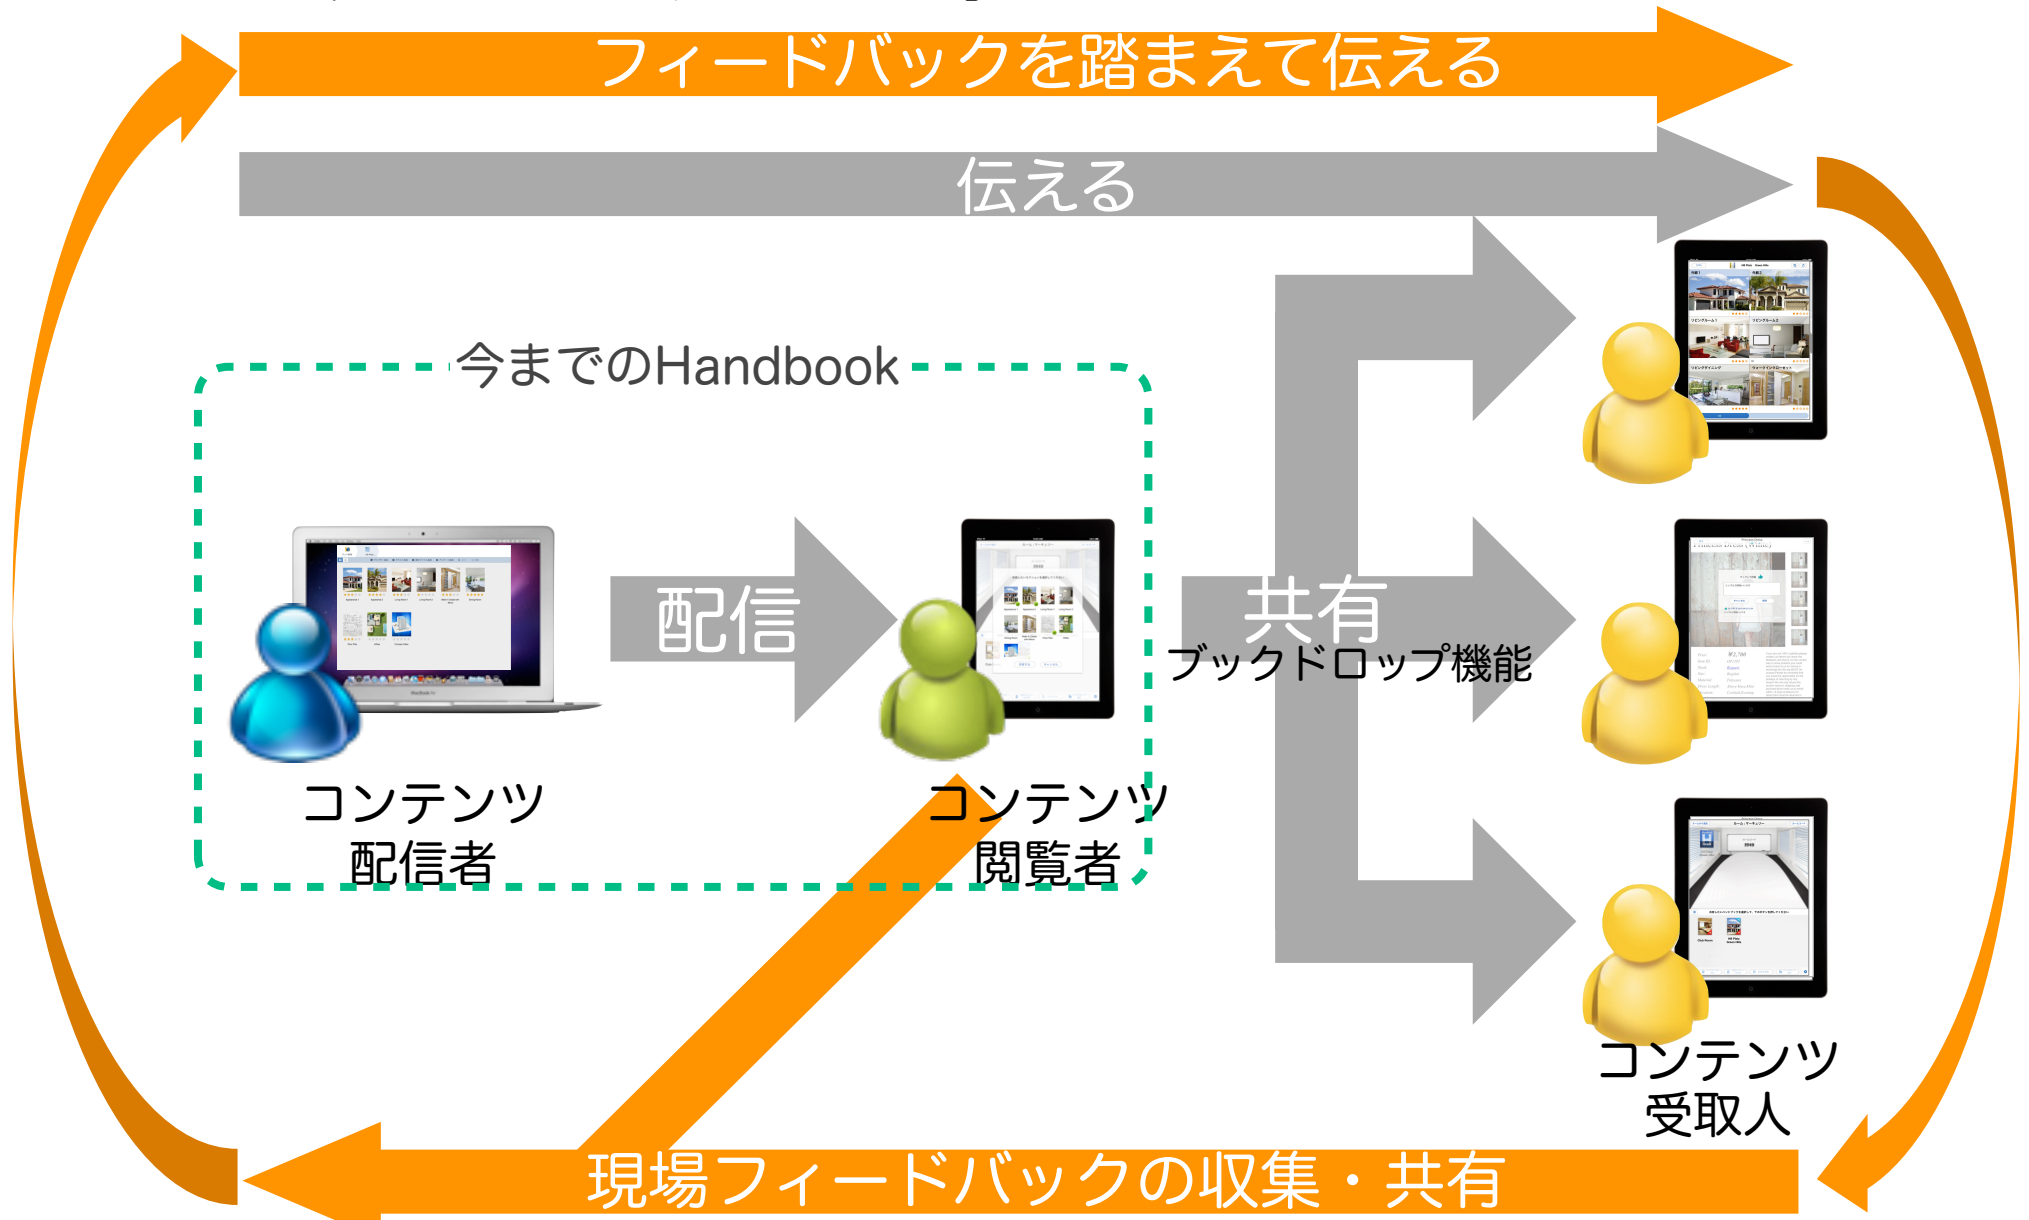 フィードバックを踏まえて伝える
伝える
今までのHandbook
配信
共有
ブックドロップ機能
コンテンツ
配信者
コンテンツ
閲覧者
コンテンツ
受取人
現場フィードバックの収集・共有